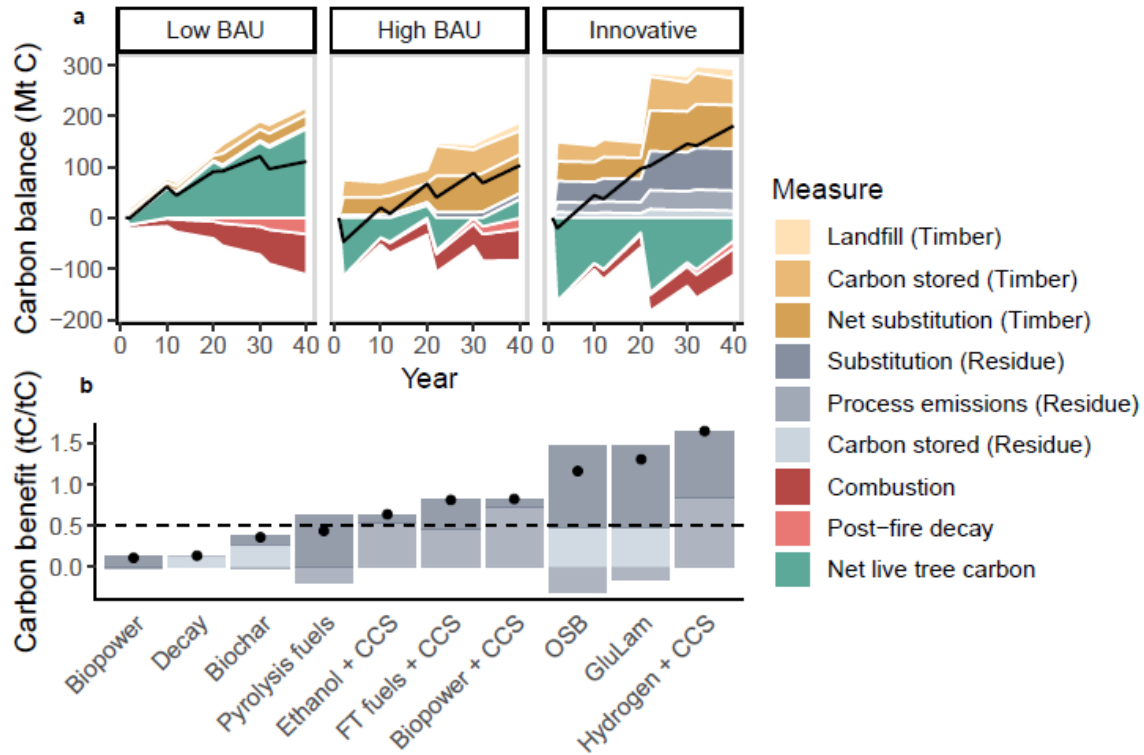 a
Low BAU
High BAU
Innovative
Carbon balance (Mt C)
300
200
100
0
−100
−200
0 10 20 30 40
0 10 20 30 40
0 10 20 30 40
Year
b
Carbon benefit (tC/tC)
1.5
1.0
0.5
0.0
Biopower
Decay
Biochar
Pyrolysis fuels
Ethanol + CCS
FT fuels + CCS
Biopower + CCS
OSB
GluLam
Hydrogen + CCS
Measure
Landfill (Timber)
Carbon stored (Timber)
Net substitution (Timber)
Substitution (Residue)
Process emissions (Residue)
Carbon stored (Residue)
Combustion
Post−fire decay
Net live tree carbon